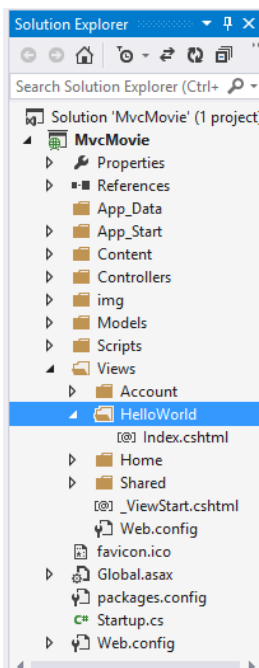 Solution Explorer
Search Solution Explorer (Ctrl+
Solution 'MvcMovie' (1 project)
MvcMovie
Properties
References
App_Data
App_Start
Content
Controllers
img
Models
Scripts
Views
Account
HelloWorld
[@] Index.cshtml
Home
Shared
[@] _ViewStart.cshtml
Web.config
favicon.ico
Global.asax
packages.config
C# Startup.cs
Web.config